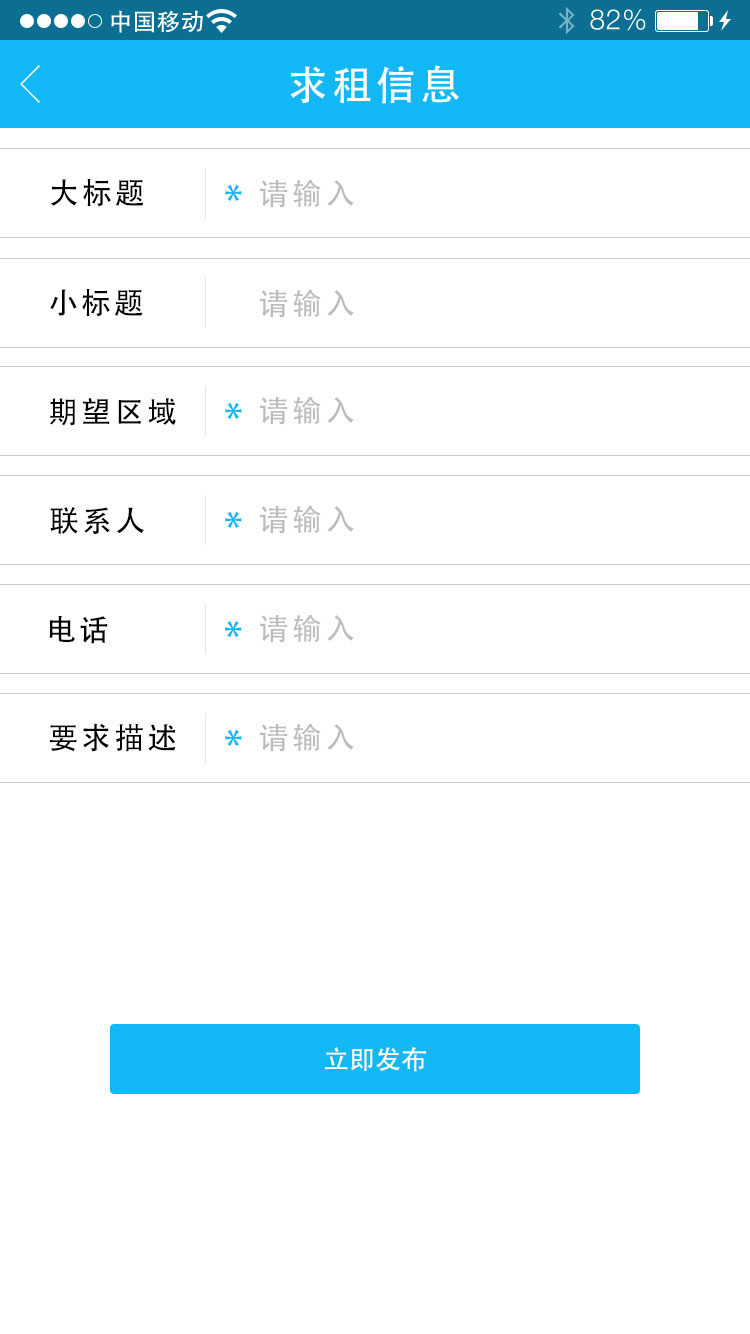 中国移动 82%
求租信息
大标题 * 请输入
小标题 请输入
期望区域 * 请输入
联系人 * 请输入
电话 * 请输入
要求描述 * 请输入
立即发布